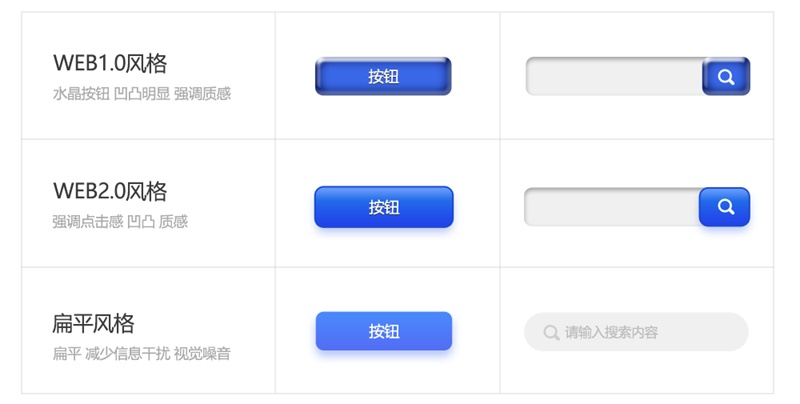 WEB1.0风格
水晶按钮 凹凸明显 强调质感
按钮
WEB2.0风格
强调点击感 凹凸 质感
按钮
扁平风格
扁平 减少信息干扰 视觉噪音
按钮
请输入搜索内容